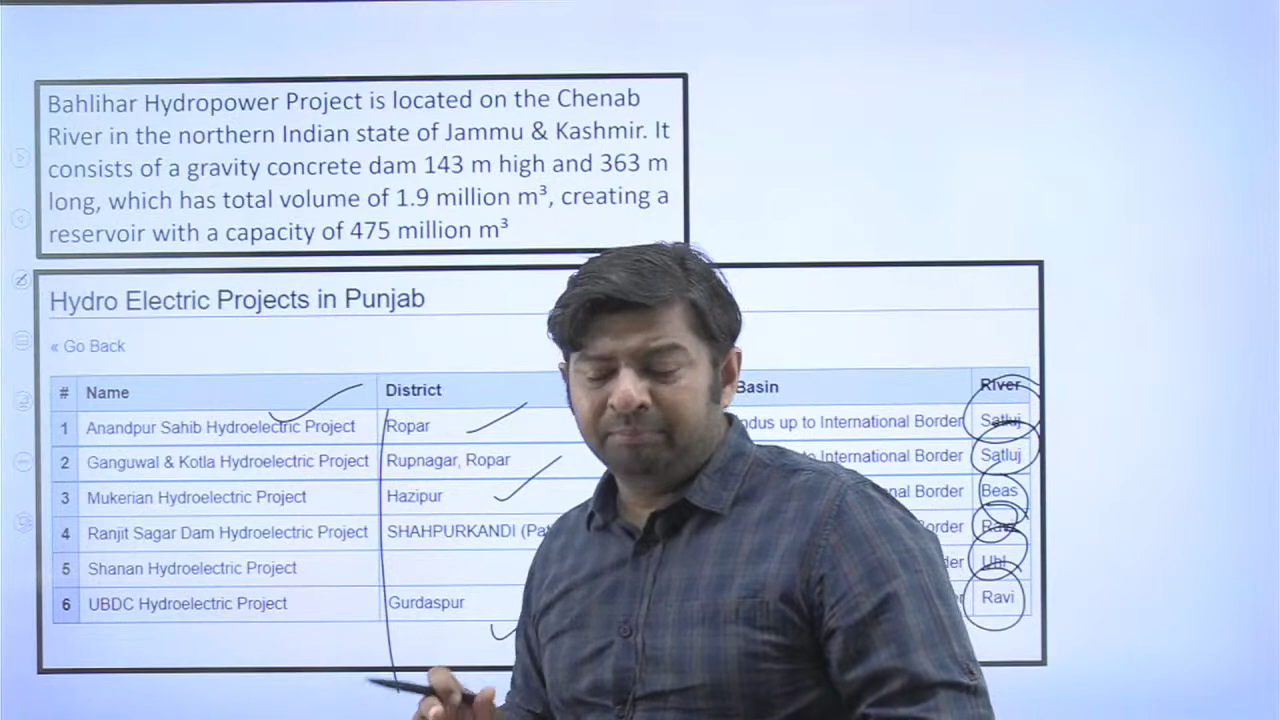 Bahlihar Hydropower Project is located on the Chenab
River in the northern Indian state of Jammu & Kashmir. It
consists of a gravity concrete dam 143 m high and 363 m
long, which has total volume of 1.9 million m³, creating a
reservoir with a capacity of 475 million m³
Hydro Electric Projects in Punjab
« Go Back
# Name District Basin River
1 Anandpur Sahib Hydroelectric Project Ropar up to International Border Satluj
2 Ganguwal & Kotla Hydroelectric Project Rupnagar, Ropar International Border Satluj
3 Mukerian Hydroelectric Project Hazipur Border Beas
4 Ranjit Sagar Dam Hydroelectric Project SHAHPURKANDI
5 Shanan Hydroelectric Project Uhl
6 UBDC Hydroelectric Project Gurdaspur Ravi